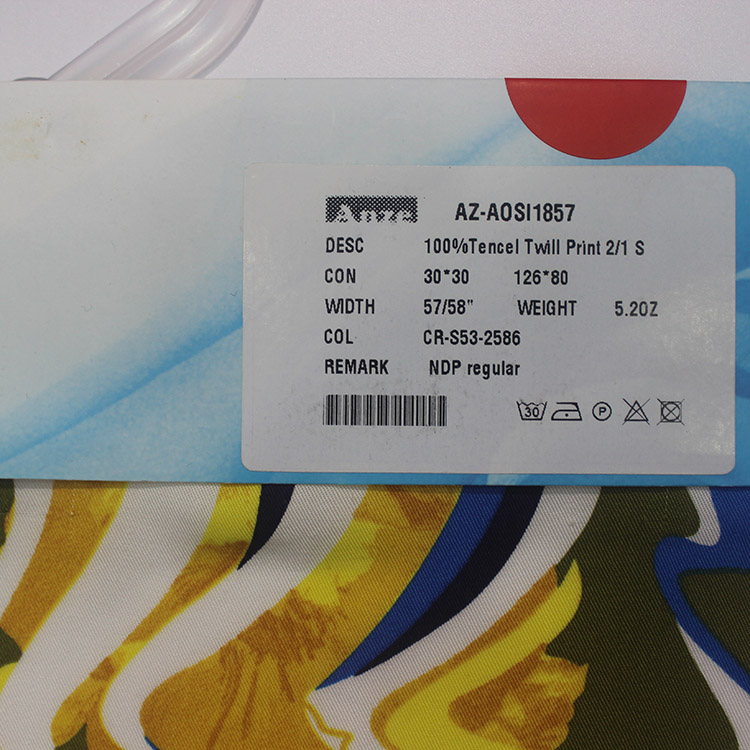 Anze AZ-AOSI1857
DESC 100%Tencel Twill Print 2/1 S
CON 30*30 126*80
WIDTH 57/58" WEIGHT 5.2OZ
COL CR-S53-2586
REMARK NDP regular
30 P